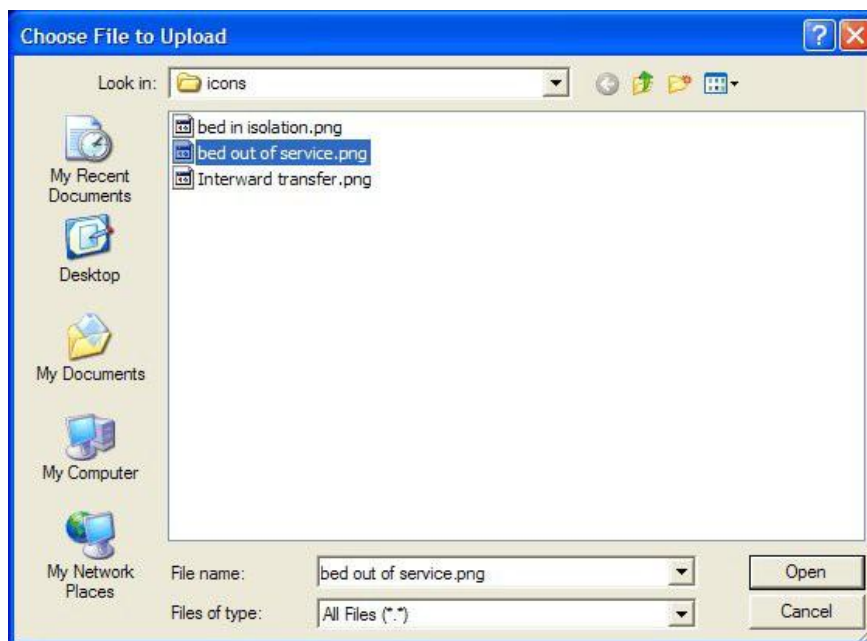 Choose File to Upload
Look in:
icons
bed in isolation.png
bed out of service.png
Interward transfer.png
My Recent
Documents
Desktop
My Documents
My Computer
My Network
Places
File name:
bed out of service.png
Open
Files of type:
All Files (*.*)
Cancel